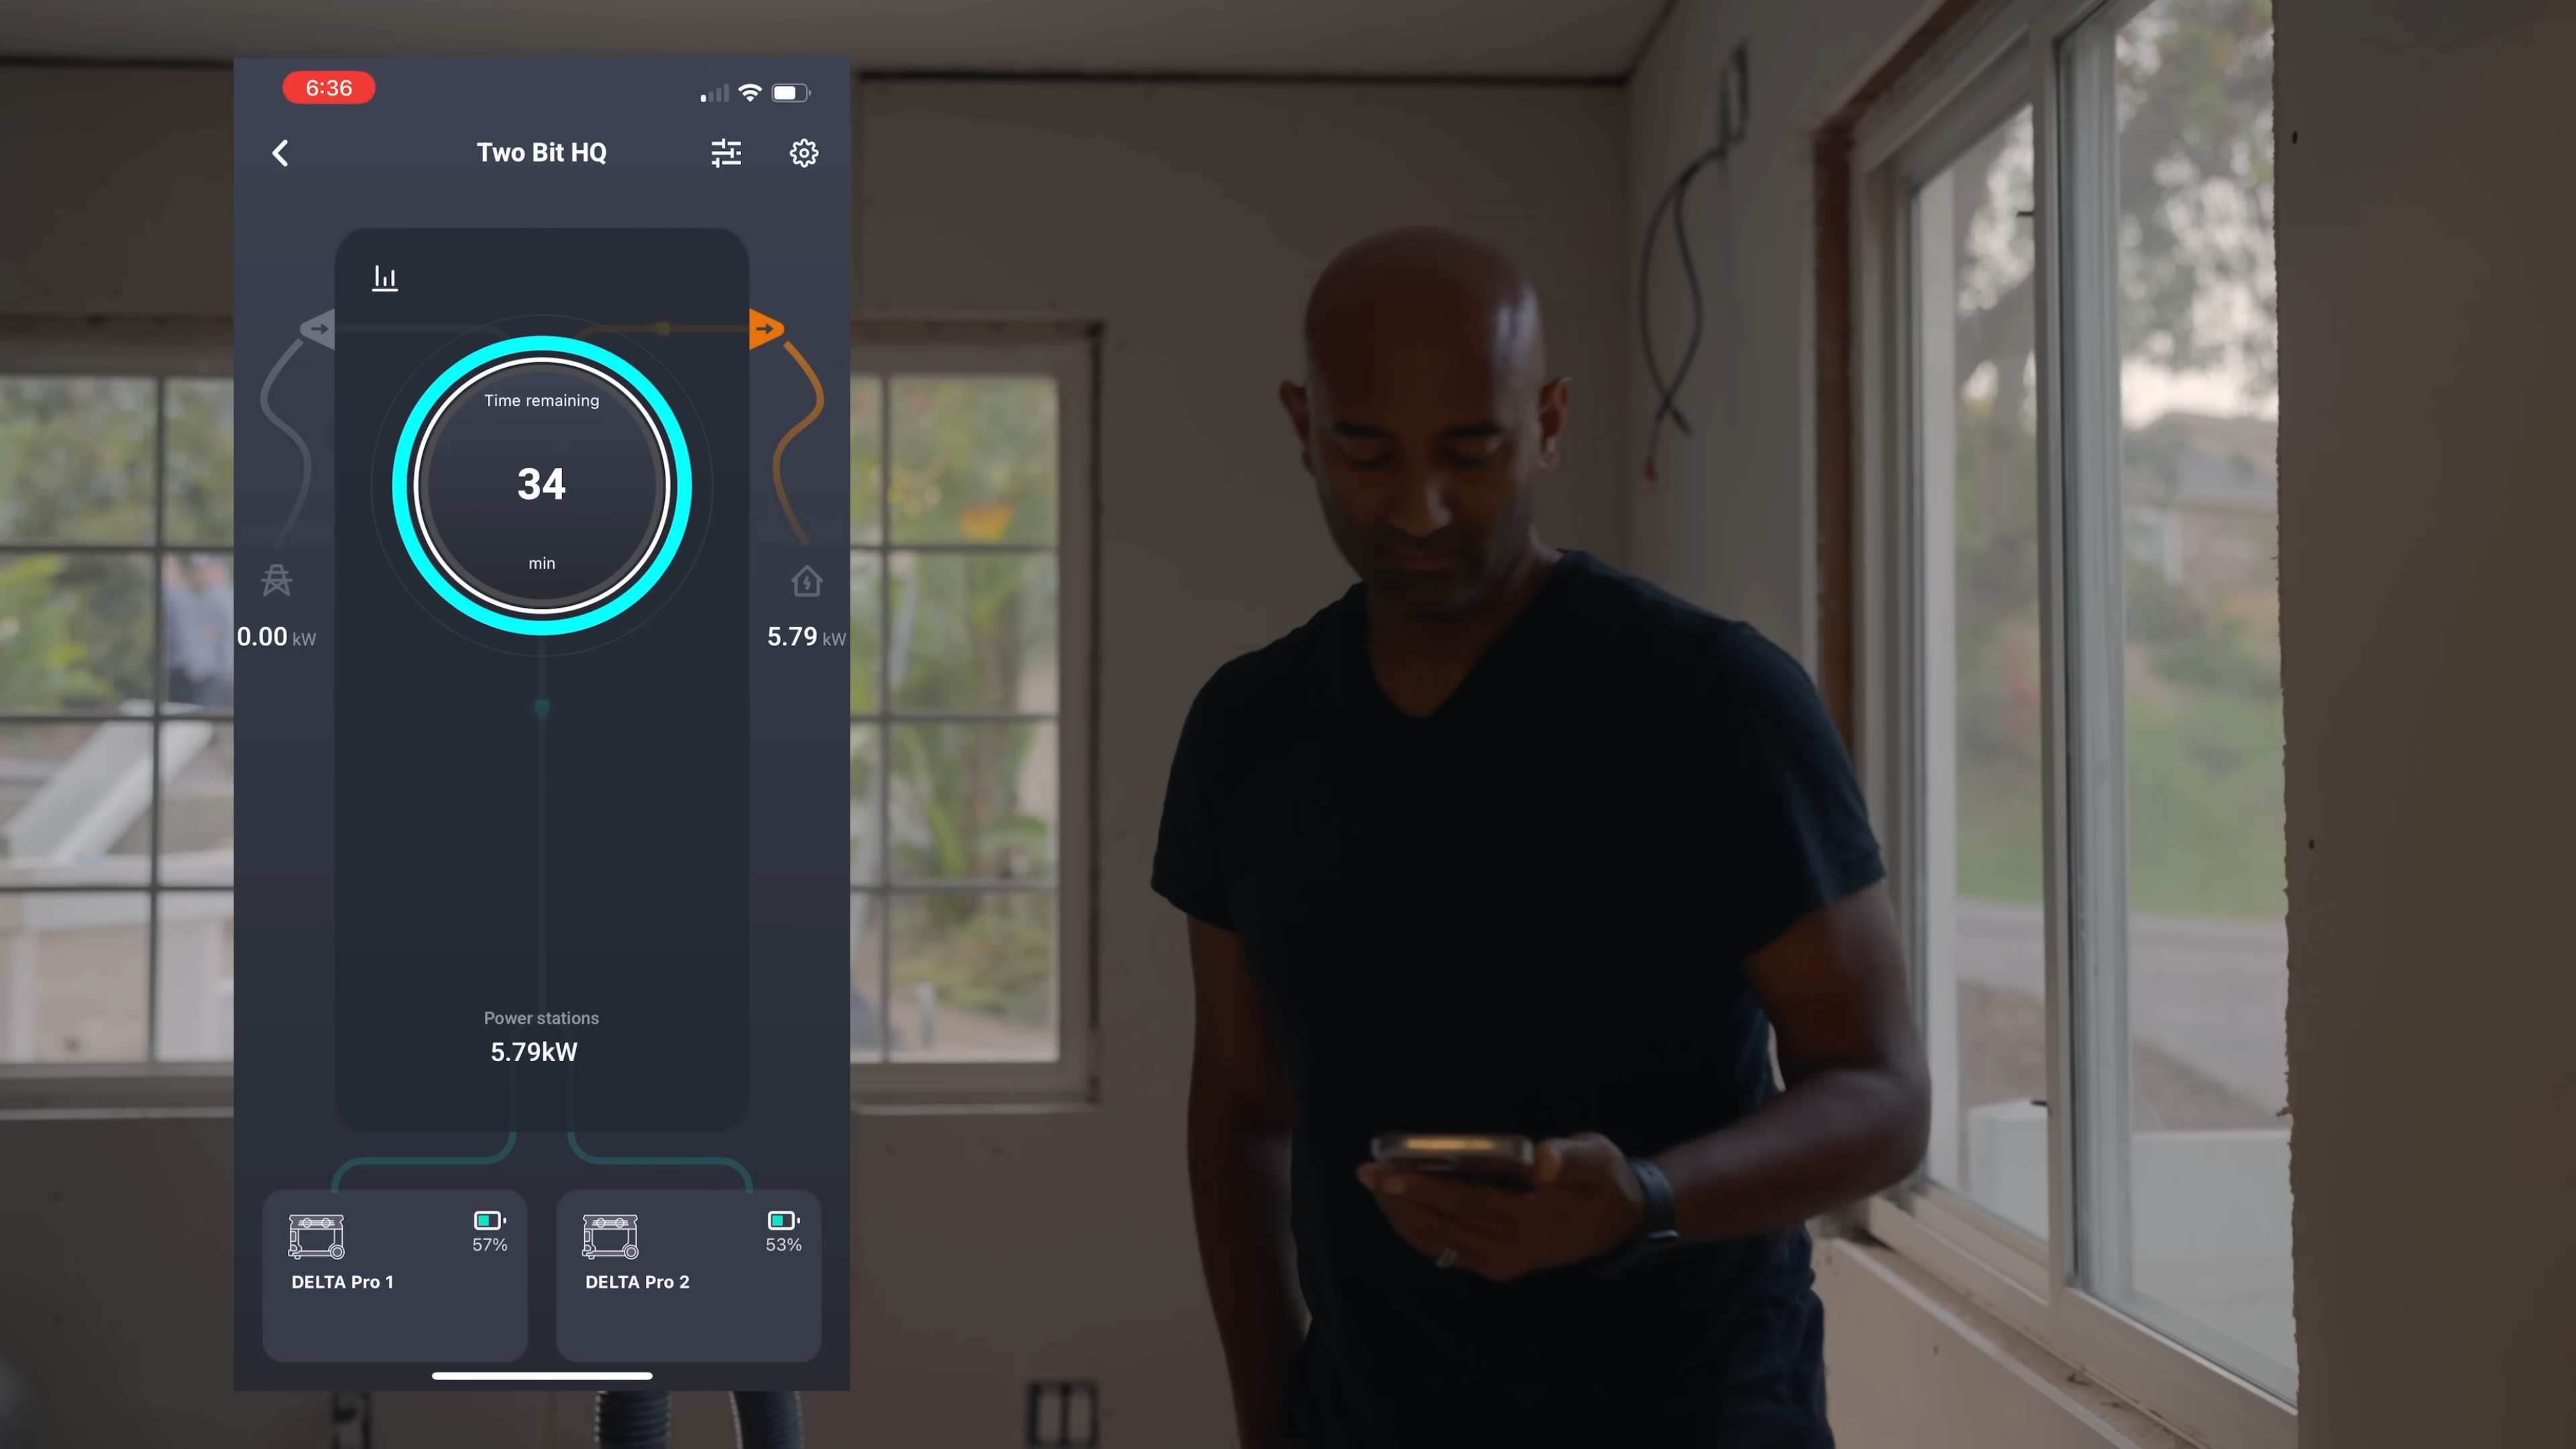 6:36
Two Bit HQ
Time remaining
34
min
0.00 kW
5.79 kW
Power stations
5.79kW
57%
53%
DELTA Pro 1
DELTA Pro 2